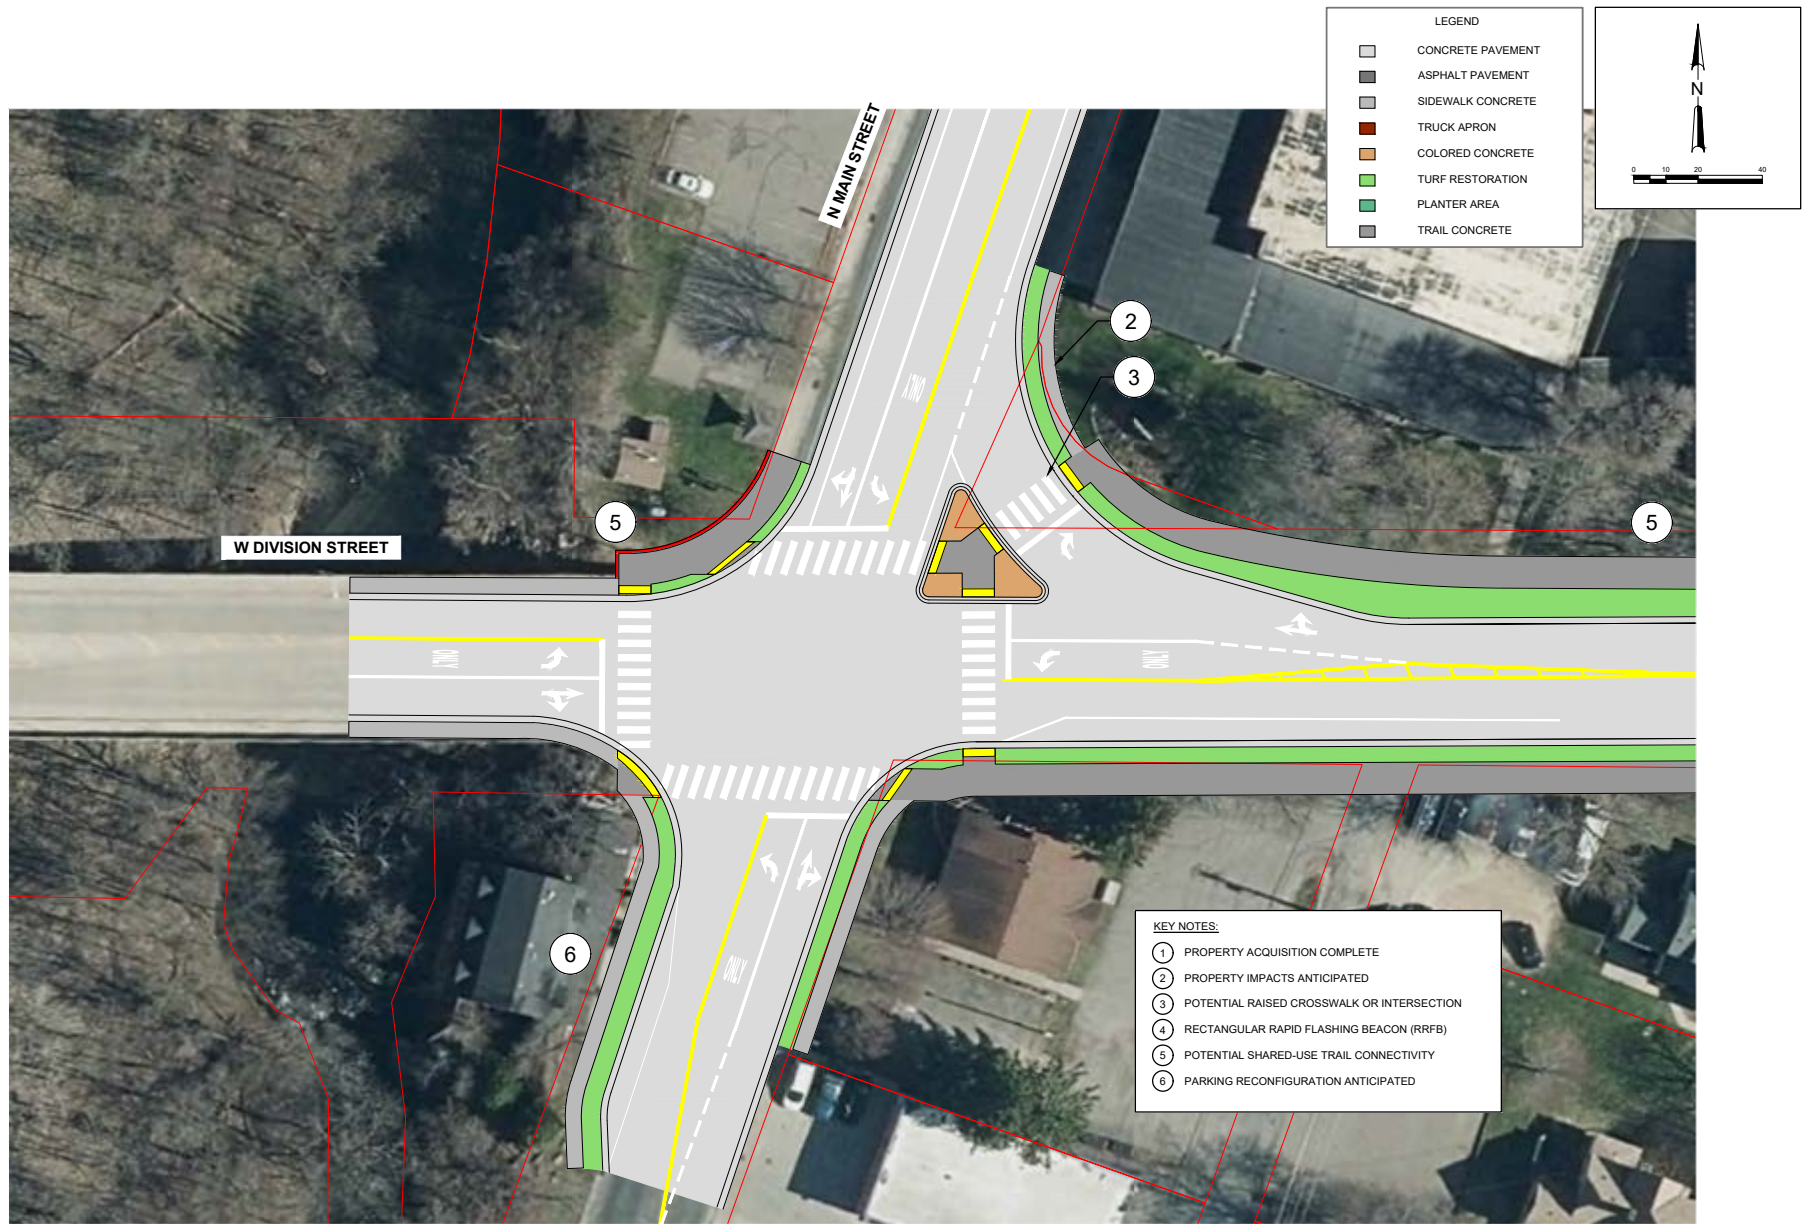 LEGEND
CONCRETE PAVEMENT
ASPHALT PAVEMENT
SIDEWALK CONCRETE
TRUCK APRON
COLORED CONCRETE
TURF RESTORATION
PLANTER AREA
TRAIL CONCRETE
N
0 10 20 40
N MAIN STREET
2
3
ONLY
5
5
W DIVISION STREET
ONLY
ONLY
6
ONLY
KEY NOTES:
1 PROPERTY ACQUISITION COMPLETE
2 PROPERTY IMPACTS ANTICIPATED
3 POTENTIAL RAISED CROSSWALK OR INTERSECTION
4 RECTANGULAR RAPID FLASHING BEACON (RRFB)
5 POTENTIAL SHARED-USE TRAIL CONNECTIVITY
6 PARKING RECONFIGURATION ANTICIPATED